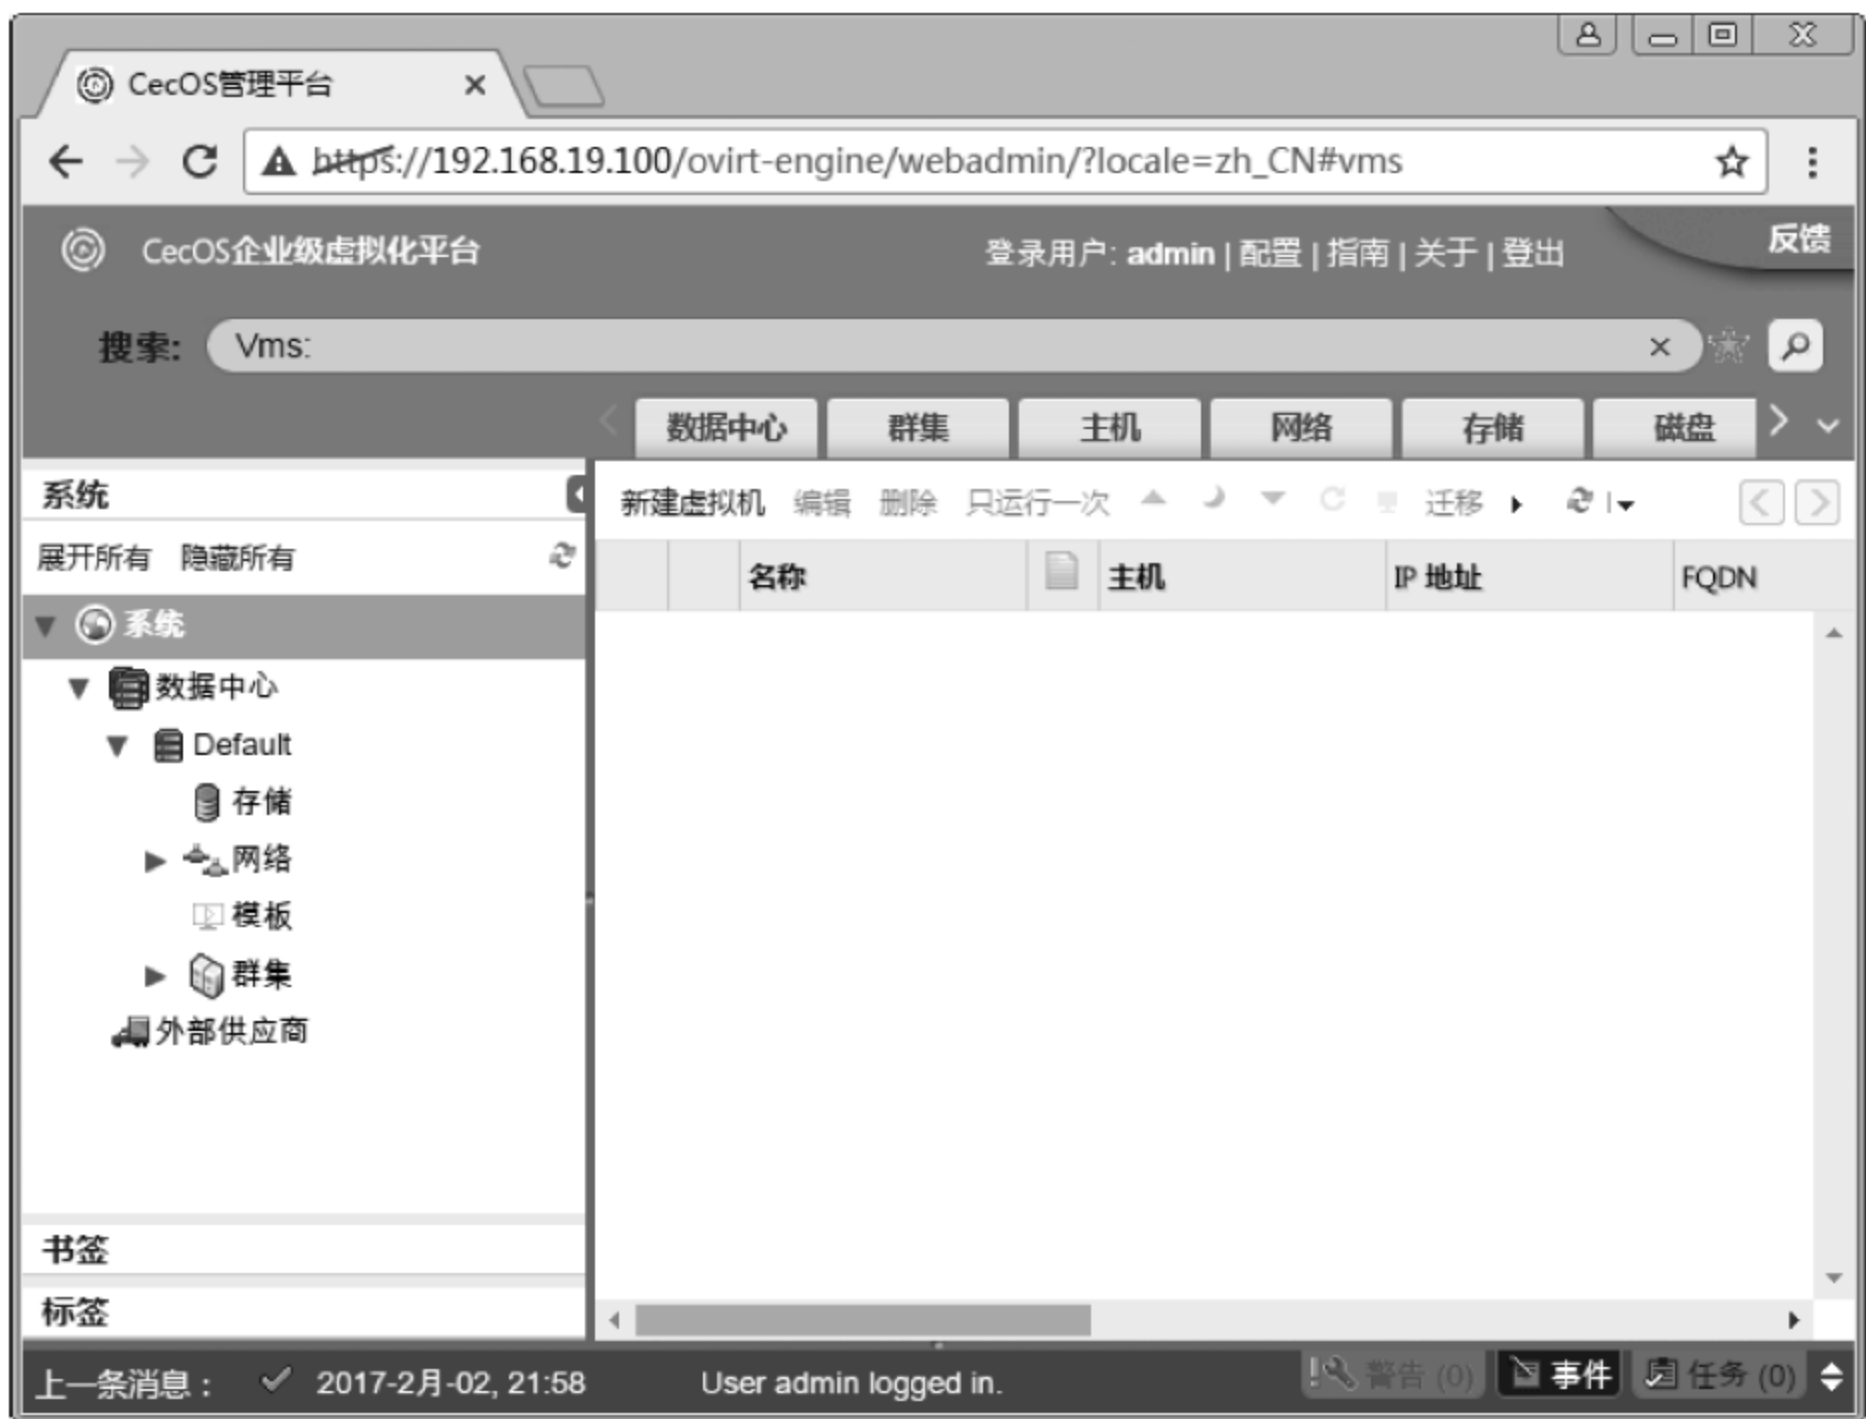 CecOS管理平台
https://192.168.19.100/ovirt-engine/webadmin/?locale=zh_CN#vms
CecOS企业级虚拟化平台
登录用户: admin | 配置 | 指南 | 关于 | 登出
反馈
搜索: Vms:
数据中心 群集 主机 网络 存储 磁盘
系统
新建虚拟机 编辑 删除 只运行一次 迁移
展开所有 隐藏所有
名称 主机 IP 地址 FQDN
系统
数据中心
Default
存储
网络
模板
群集
外部供应商
书签
标签
上一条消息： 2017-2月-02, 21:58 User admin logged in. 警告 (0) 事件 任务 (0)